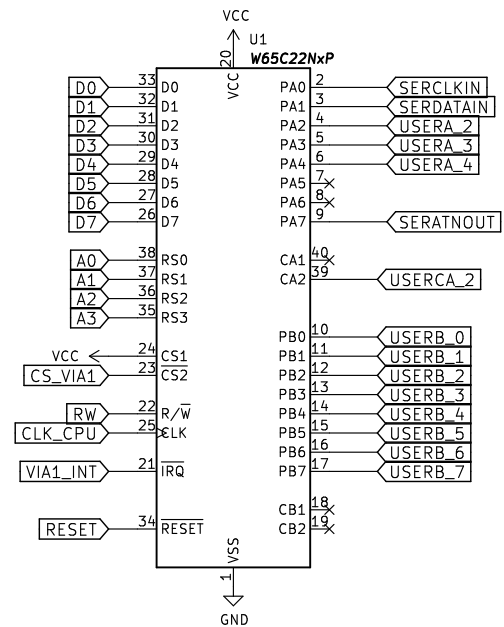 VCC
U1
W65C22NxP
20
VCC
D0 33 D0 PA0 2 SERCLKIN
D1 32 D1 PA1 3 SERDATAIN
D2 31 D2 PA2 4 USERA_2
D3 30 D3 PA3 5 USERA_3
D4 29 D4 PA4 6 USERA_4
D5 28 D5 PA5 7
D6 27 D6 PA6 8
D7 26 D7 PA7 9 SERATNOUT
A0 38 RS0 CA1 40
A1 37 RS1 CA2 39 USERCA_2
A2 36 RS2
A3 35 RS3
PB0 10 USERB_0
VCC 24 CS1 PB1 11 USERB_1
CS_VIA1 23 CS2 PB2 12 USERB_2
PB3 13 USERB_3
RW 22 R/W PB4 14 USERB_4
CLK_CPU 25 CLK PB5 15 USERB_5
PB6 16 USERB_6
VIA1_INT 21 IRQ PB7 17 USERB_7
CB1 18
RESET 34 RESET CB2 19
VSS
1
GND